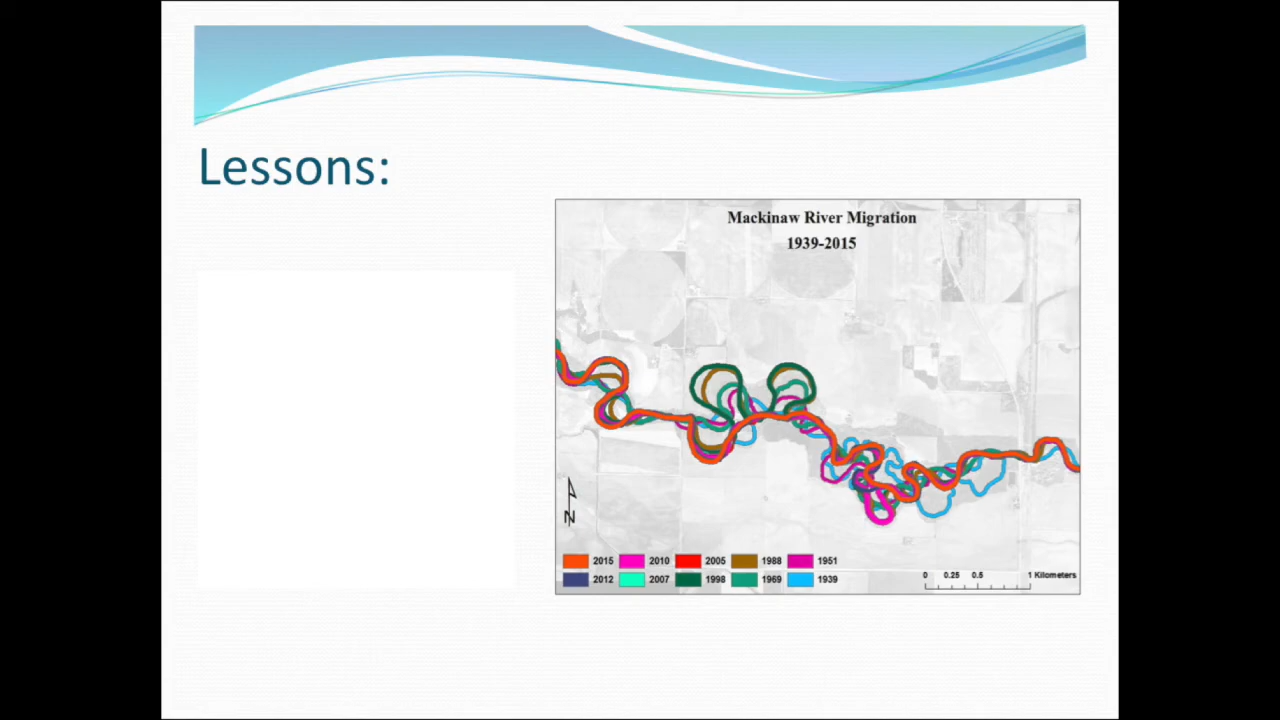 Lessons:
Mackinaw River Migration
1939-2015
N
2015 2010 2005 1988 1951
2012 2007 1998 1969 1939
0 0.25 0.5 1 Kilometers